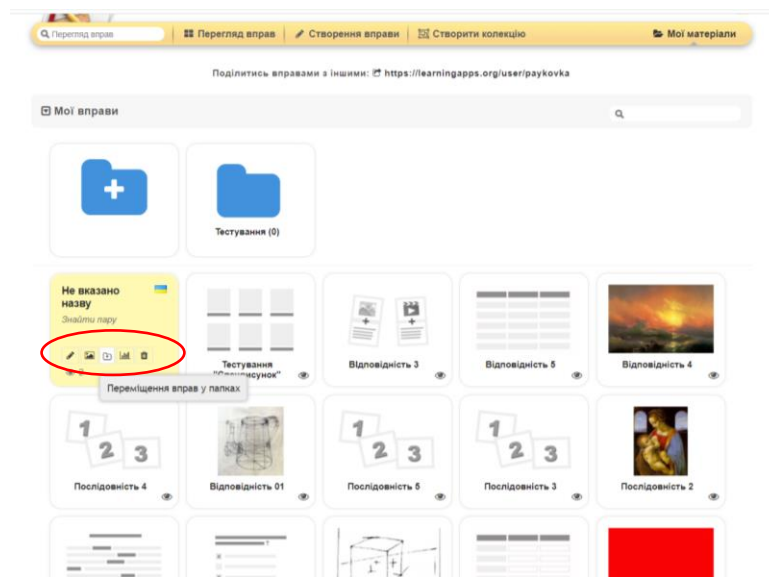 Перегляд вправ
Перегляд вправ
Створення вправи
Створити колекцію
Мої матеріали
Поділитись вправами з іншими: https://learningapps.org/user/paykovka
Мої вправи
Тестування (0)
Не вказано
назву
Знайти пару
Тестування
"Спецрисунок"
Відповідність 3
Відповідність 5
Відповідність 4
Переміщення вправ у папках
1 2 3
Послідовність 4
Відповідність 01
1 2 3
Послідовність 5
1 2 3
Послідовність 3
Послідовність 2